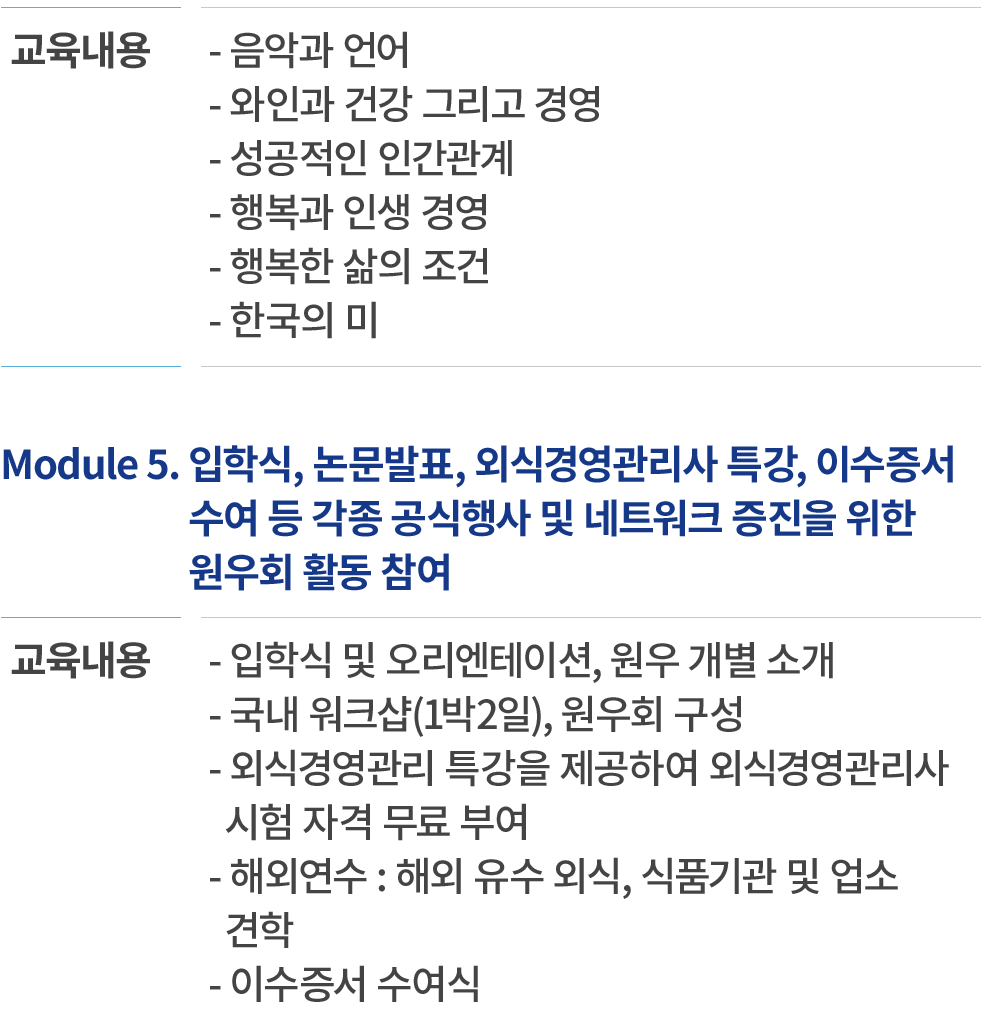 교육내용
- 음악과 언어
- 와인과 건강 그리고 경영
- 성공적인 인간관계
- 행복과 인생 경영
- 행복한 삶의 조건
- 한국의 미
Module 5. 입학식, 논문발표, 외식경영관리사 특강, 이수증서
수여 등 각종 공식행사 및 네트워크 증진을 위한
원우회 활동 참여
교육내용
- 입학식 및 오리엔테이션, 원우 개별 소개
- 국내 워크샵(1박2일), 원우회 구성
- 외식경영관리 특강을 제공하여 외식경영관리사
시험 자격 무료 부여
- 해외연수 : 해외 유수 외식, 식품기관 및 업소
견학
- 이수증서 수여식